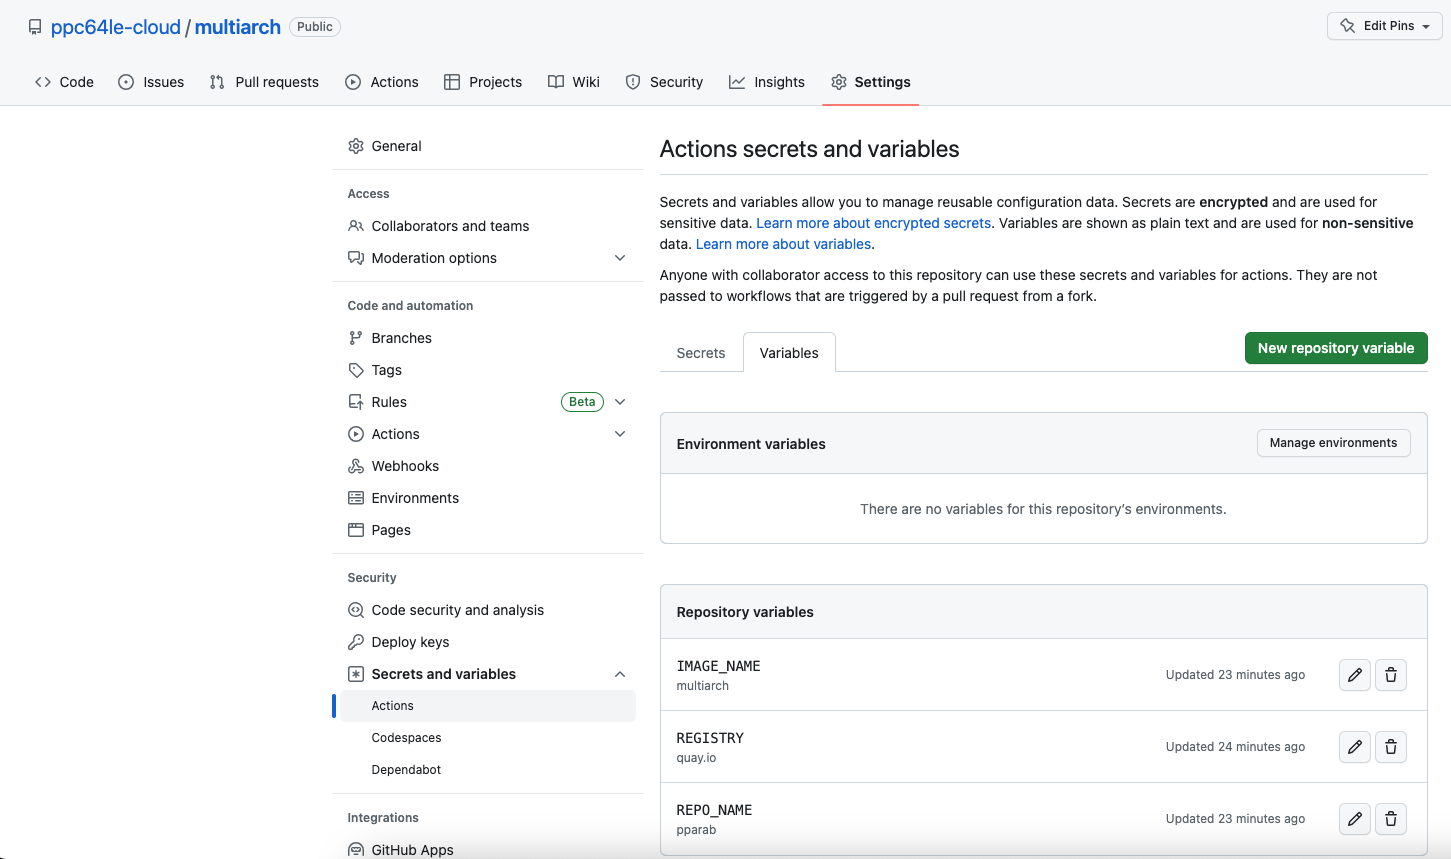 ppc64le-cloud / multiarch Public
Edit Pins
Code Issues Pull requests Actions Projects Wiki Security Insights Settings
General
Access
Collaborators and teams
Moderation options
Code and automation
Branches
Tags
Rules Beta
Actions
Webhooks
Environments
Pages
Security
Code security and analysis
Deploy keys
Secrets and variables
Actions
Codespaces
Dependabot
Integrations
GitHub Apps
Actions secrets and variables
Secrets and variables allow you to manage reusable configuration data. Secrets are encrypted and are used for
sensitive data. Learn more about encrypted secrets. Variables are shown as plain text and are used for non-sensitive
data. Learn more about variables.
Anyone with collaborator access to this repository can use these secrets and variables for actions. They are not
passed to workflows that are triggered by a pull request from a fork.
Secrets Variables
New repository variable
Environment variables
Manage environments
There are no variables for this repository's environments.
Repository variables
IMAGE_NAME
multiarch
Updated 23 minutes ago
REGISTRY
quay.io
Updated 24 minutes ago
REPO_NAME
pparab
Updated 23 minutes ago